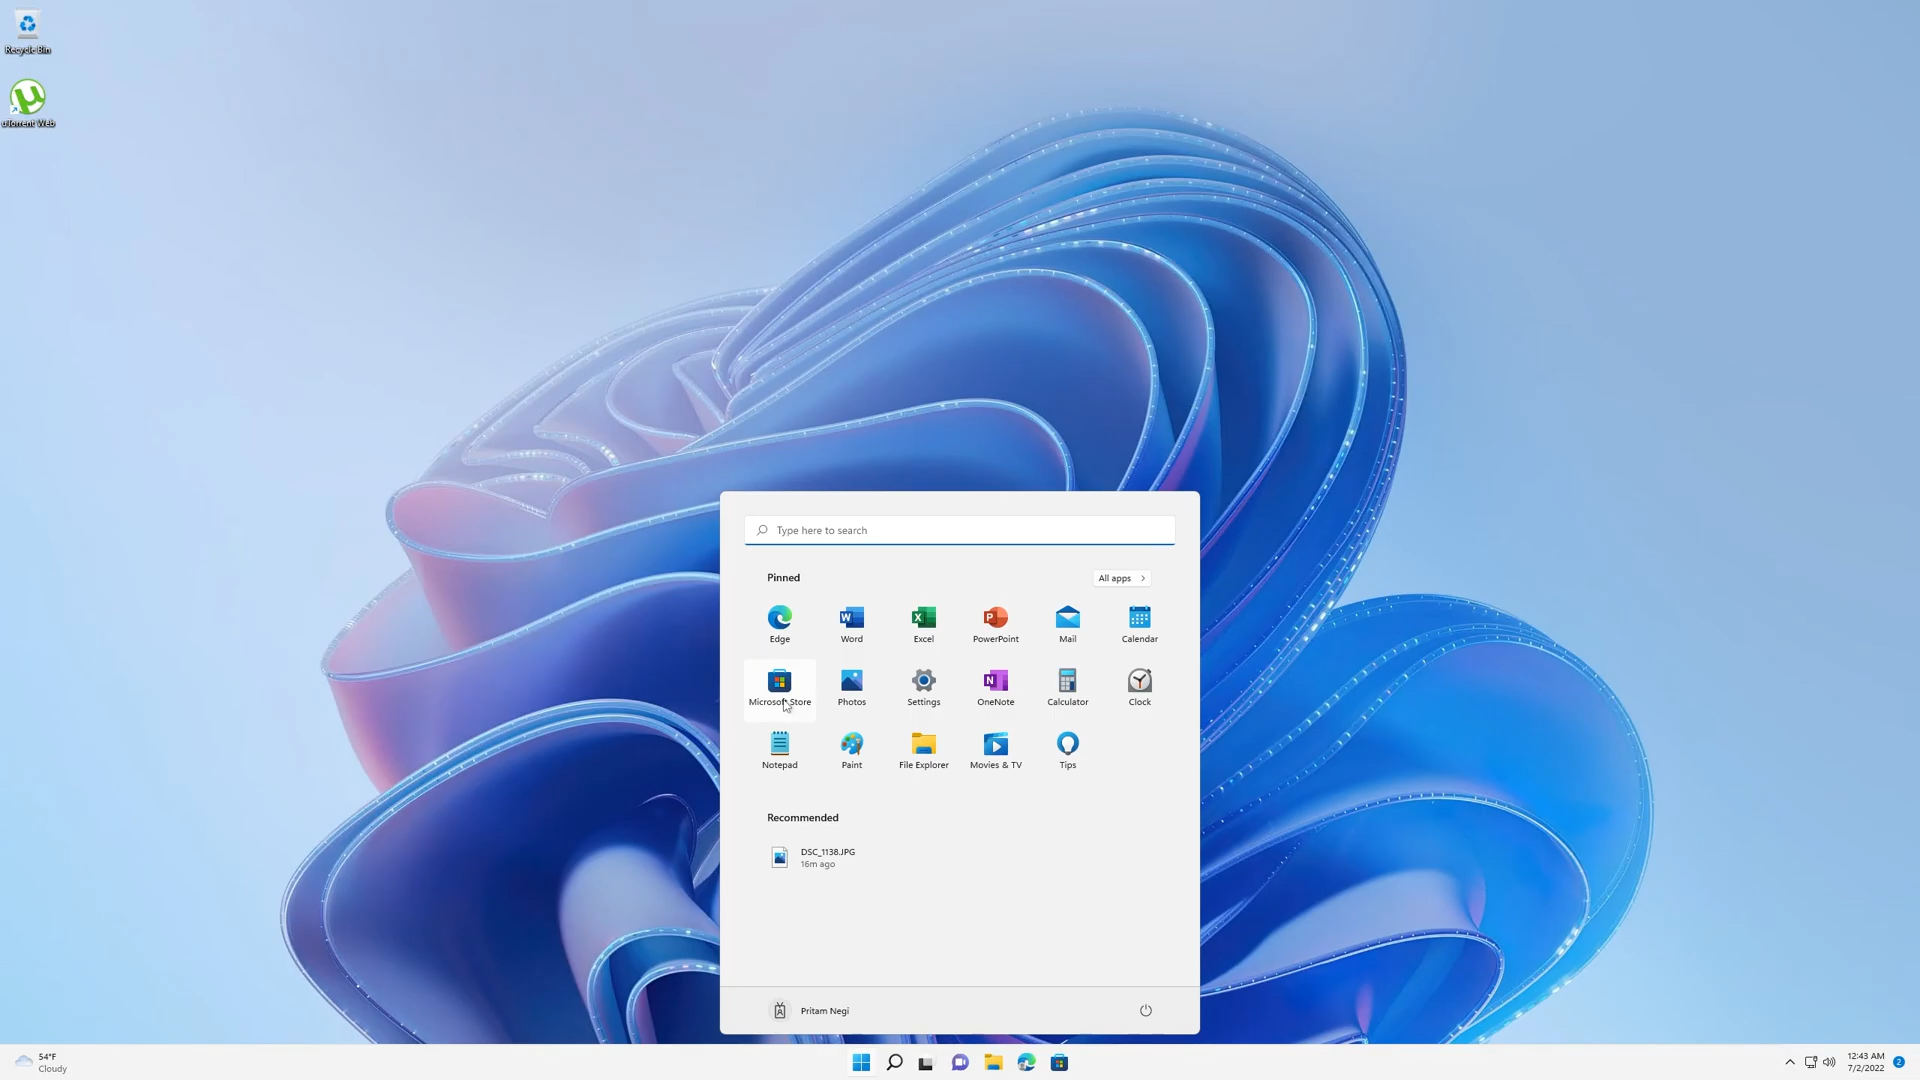 Recycle Bin
uTorrent Web
Type here to search
Pinned
All apps
Edge
Word
Excel
PowerPoint
Mail
Calendar
Microsoft Store
Photos
Settings
OneNote
Calculator
Clock
Notepad
Paint
File Explorer
Movies & TV
Tips
Recommended
DSC_1138.JPG
16m ago
Pritam Negi
54°F
Cloudy
12:43 AM
7/2/2022
2